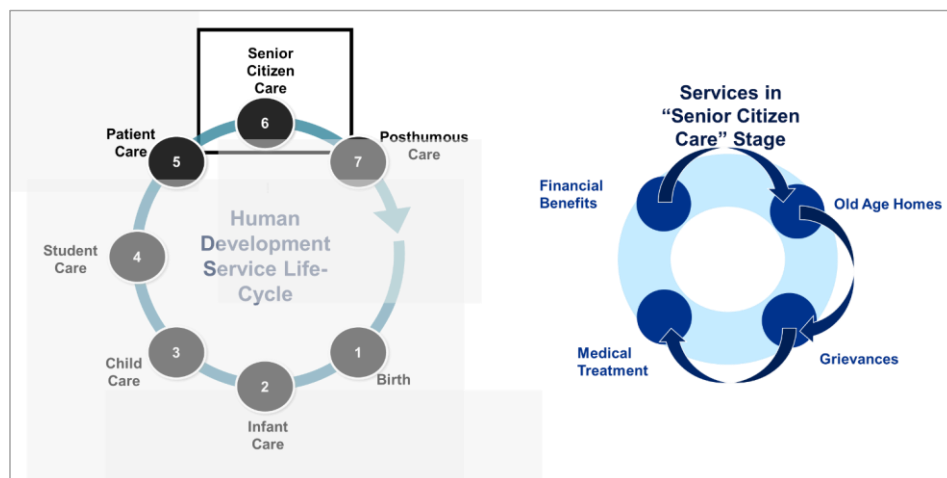 Senior
Citizen
Care
6
Patient
Care
5
Posthumous
Care
7
Human
Development
Service Life-
Cycle
Student
Care
4
3
Child
Care
2
Infant
Care
1
Birth
Services in
“Senior Citizen
Care” Stage
Financial
Benefits
Old Age Homes
Medical
Treatment
Grievances